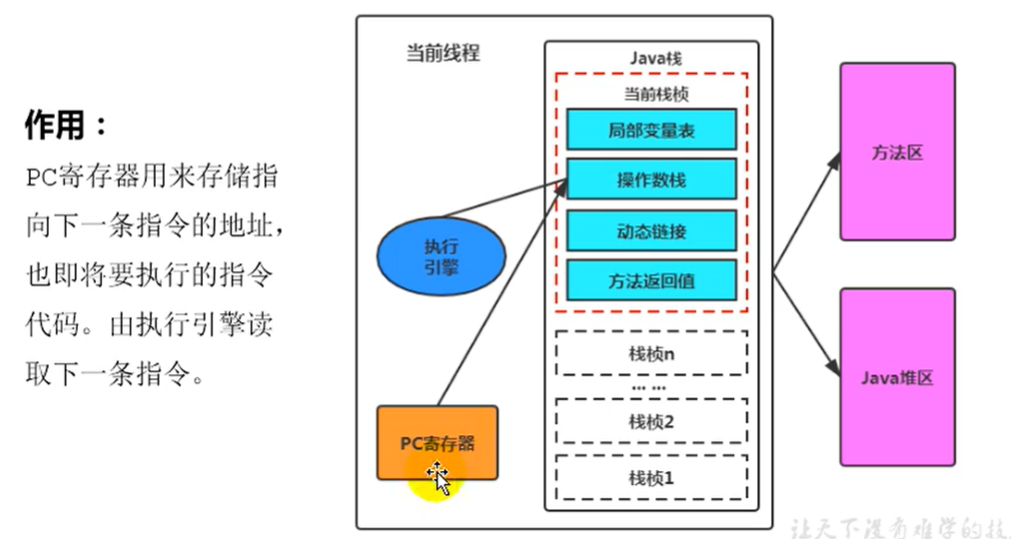 作用：
PC寄存器用来存储指
向下一条指令的地址，
也即将要执行的指令
代码。由执行引擎读
取下一条指令。
当前线程
Java栈
当前栈桢
局部变量表
操作数栈
动态链接
方法返回值
栈桢n
... ...
栈桢2
栈桢1
执行
引擎
PC寄存器
方法区
Java堆区
让天下没有难学的技